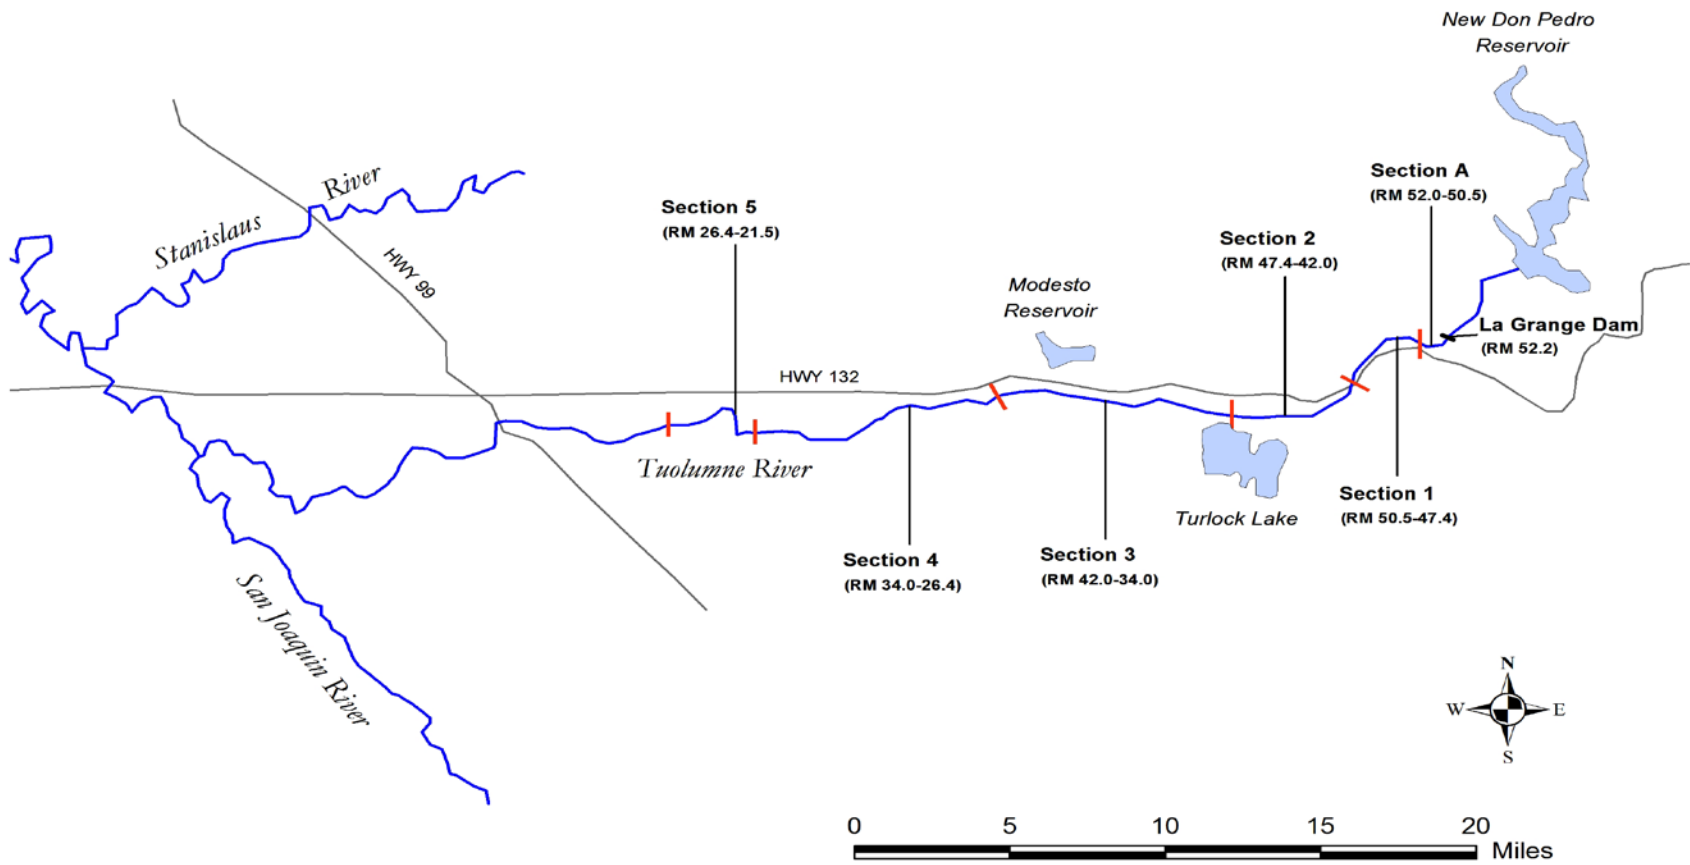 New Don Pedro
Reservoir
Section A
(RM 52.0-50.5)
River
Stanislaus
Section 5
(RM 26.4-21.5)
Section 2
(RM 47.4-42.0)
HWY 99
Modesto
Reservoir
La Grange Dam
(RM 52.2)
HWY 132
Tuolumne River
Section 1
(RM 50.5-47.4)
Turlock Lake
Section 4
(RM 34.0-26.4)
Section 3
(RM 42.0-34.0)
San Joaquin River
N
W E
S
0 5 10 15 20
Miles